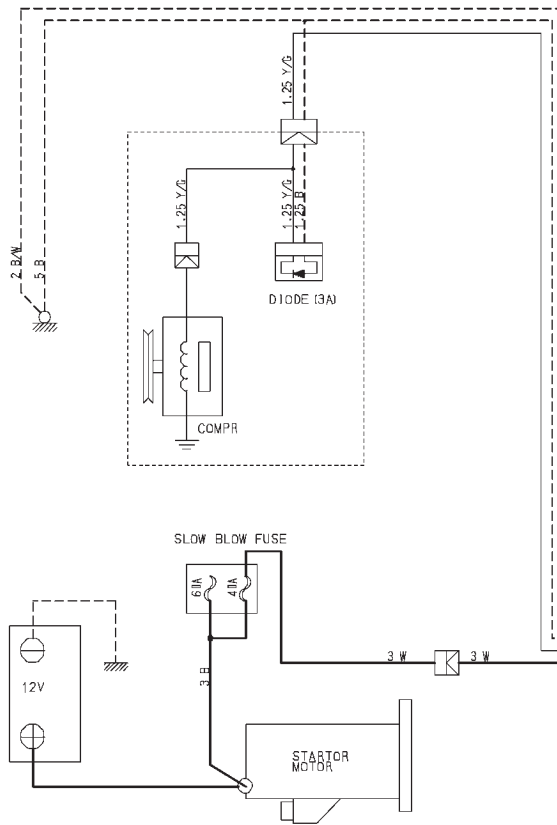 1.25 Y/G
1.25 Y/G
1.25 Y/G
1.25 B
2 B/W
5 B
DIODE (3A)
COMPR
SLOW BLOW FUSE
60A
40A
3 W
3 W
3 B
12V
STARTOR
MOTOR